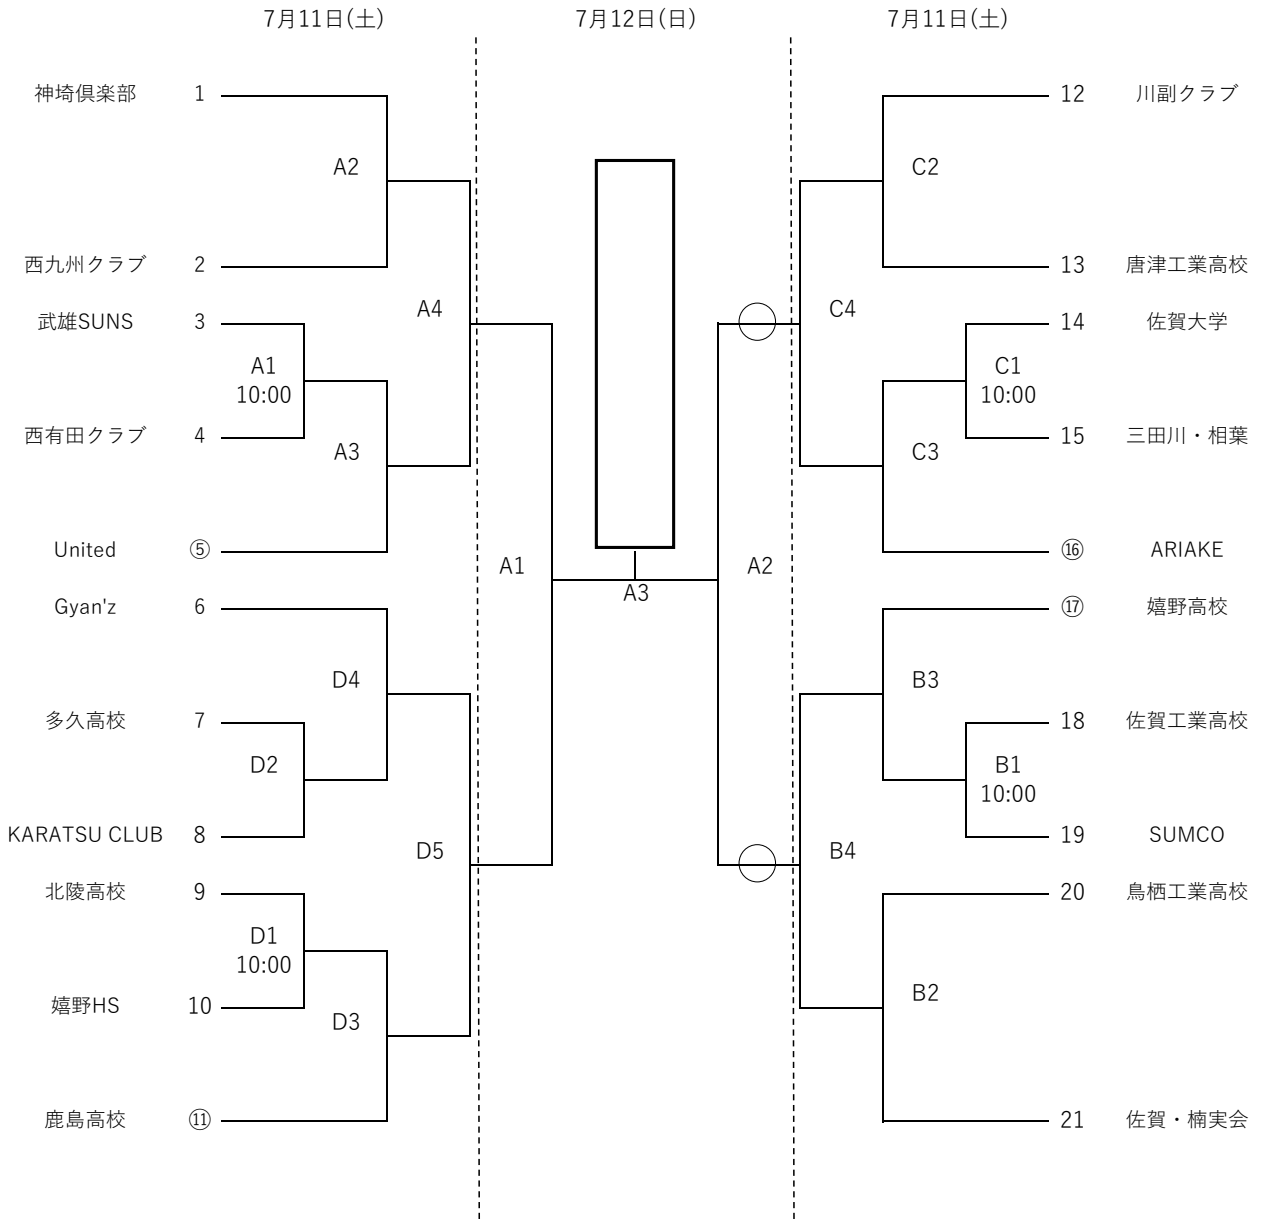 7月11日(土) 7月12日(日) 7月11日(土)
神埼倶楽部 1
A2
西九州クラブ 2
武雄SUNS 3
A4
A1
10:00
西有田クラブ 4
A3
United ⑤
Gyan'z 6
D4
多久高校 7
D2
KARATSU CLUB 8
D5
北陵高校 9
D1
10:00
嬉野HS 10
D3
鹿島高校 ⑪
A1
A3
A2
12 川副クラブ
C2
13 唐津工業高校
C4
14 佐賀大学
C1
10:00
15 三田川・相葉
C3
⑯ ARIAKE
⑰ 嬉野高校
B3
18 佐賀工業高校
B1
10:00
19 SUMCO
B4
20 鳥栖工業高校
B2
21 佐賀・楠実会